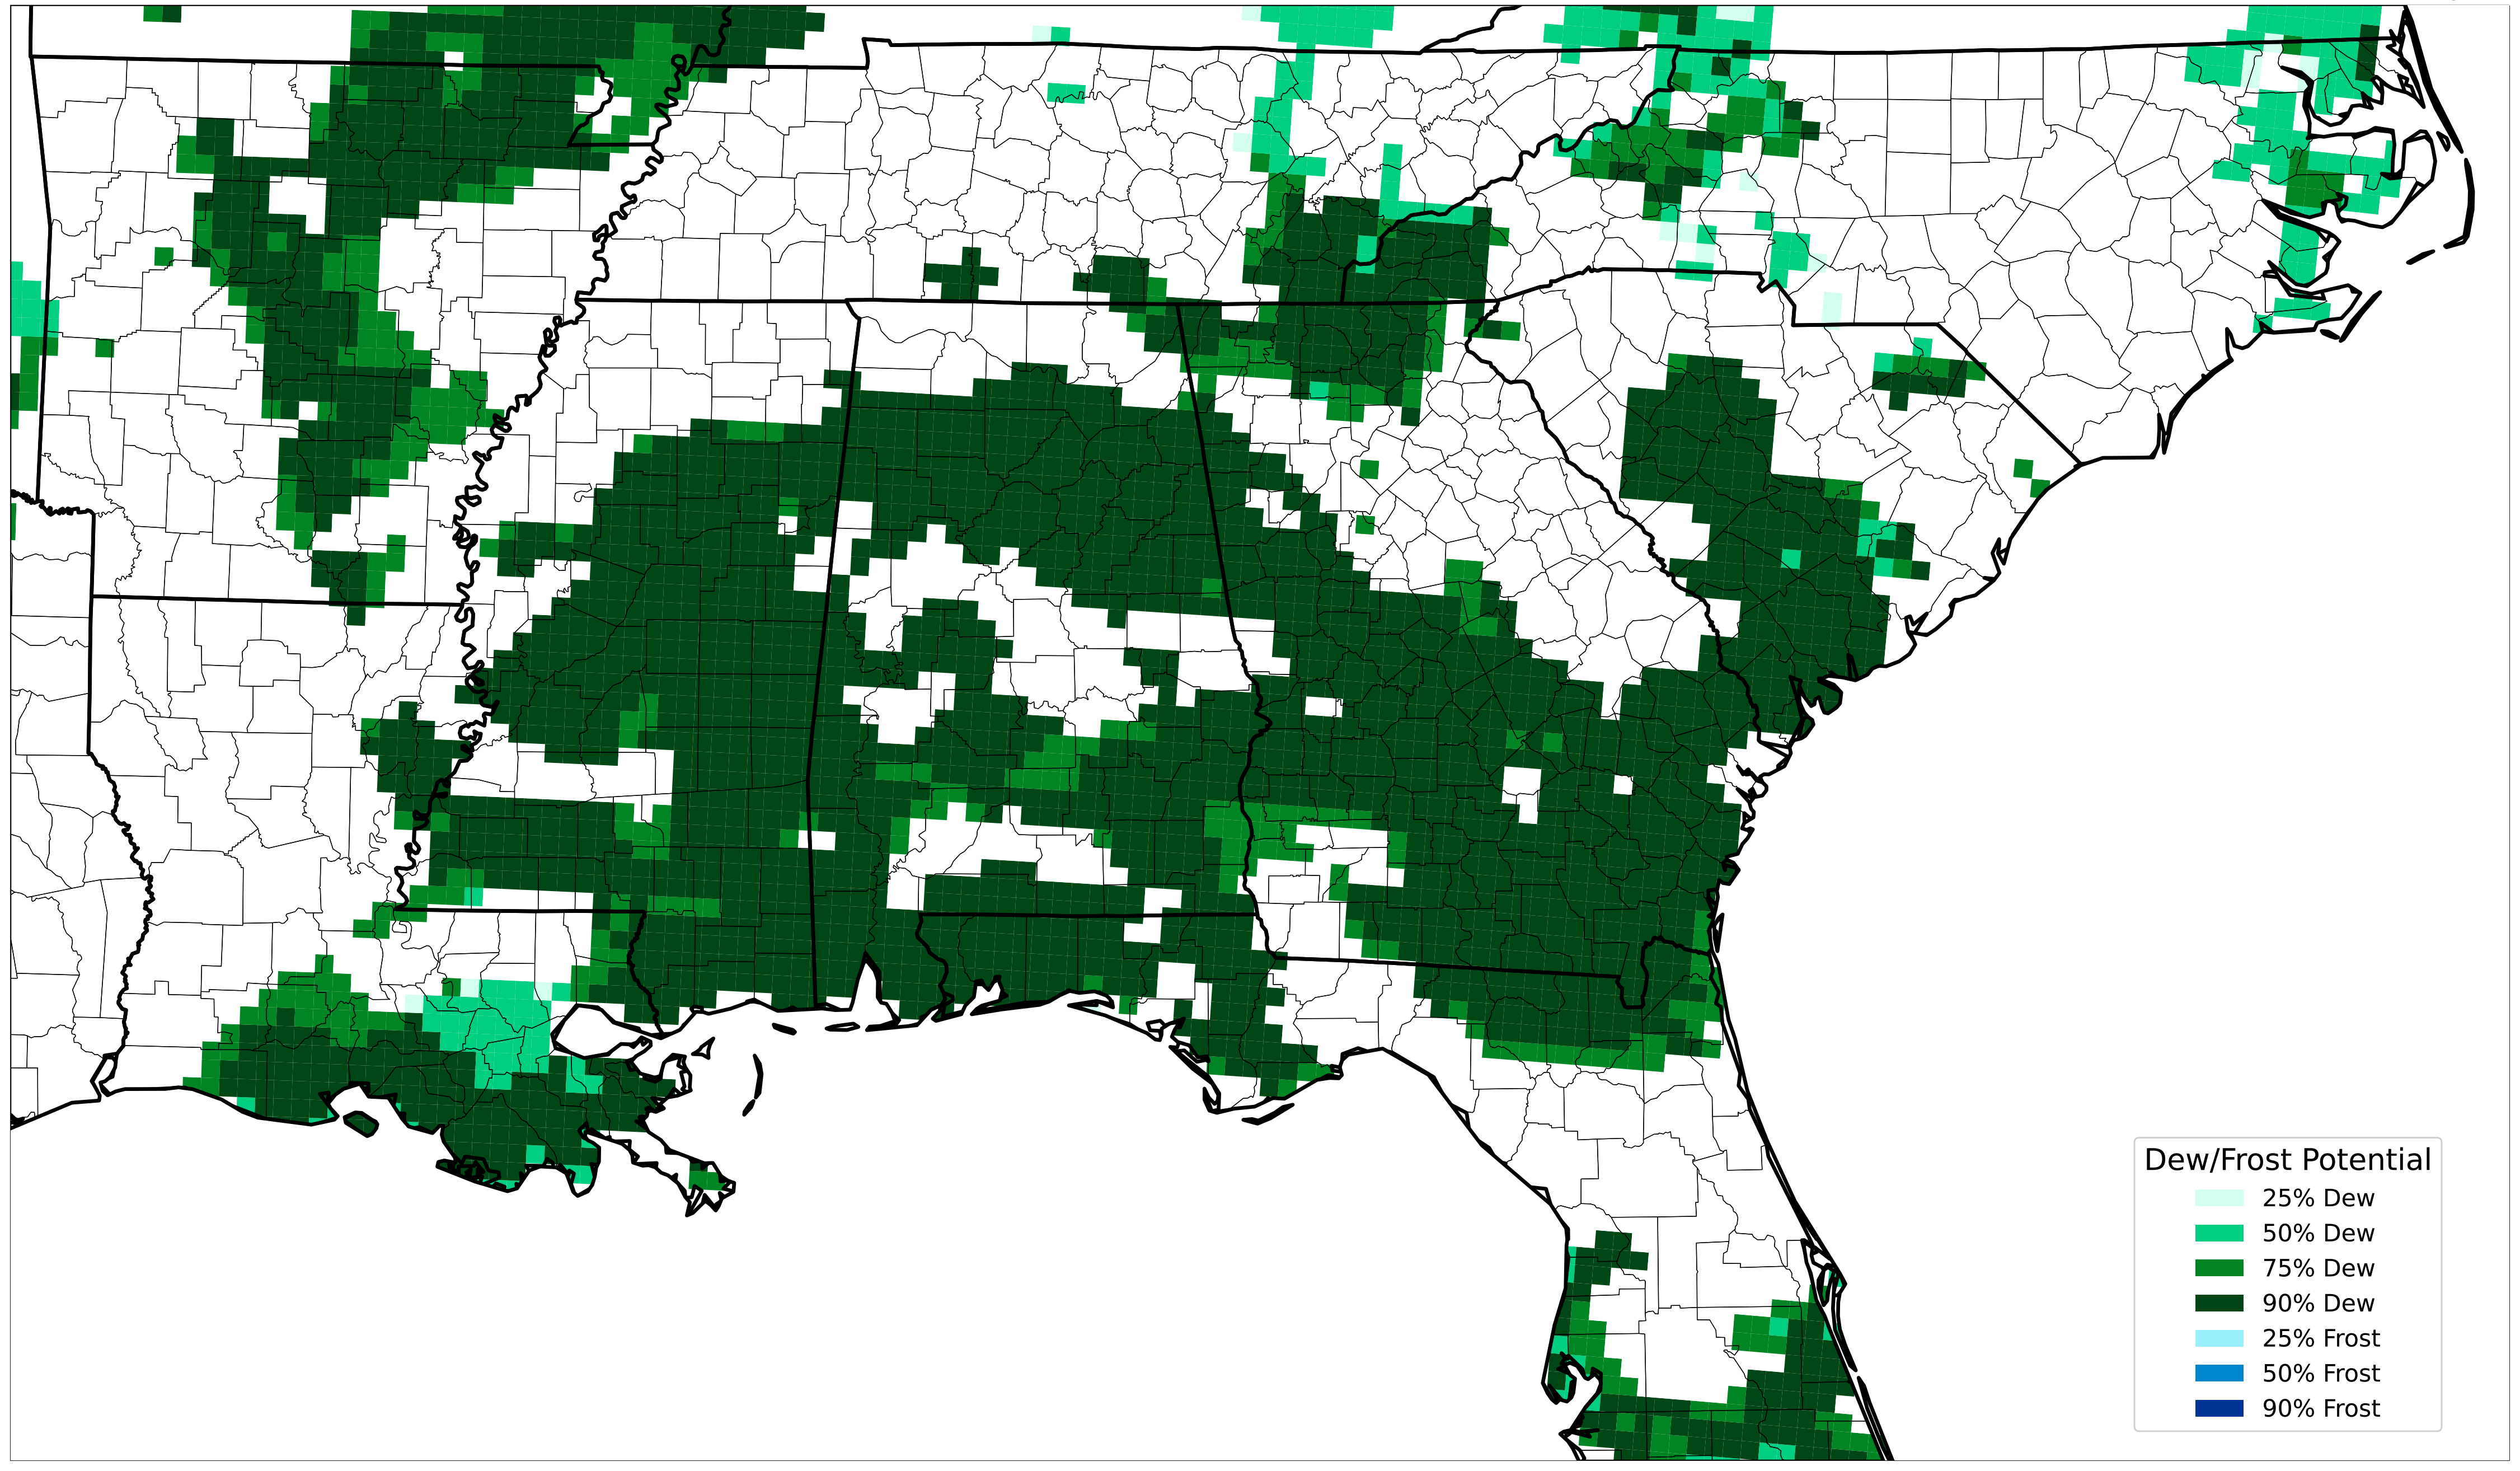 Dew/Frost Potential
25% Dew
50% Dew
75% Dew
90% Dew
25% Frost
50% Frost
90% Frost